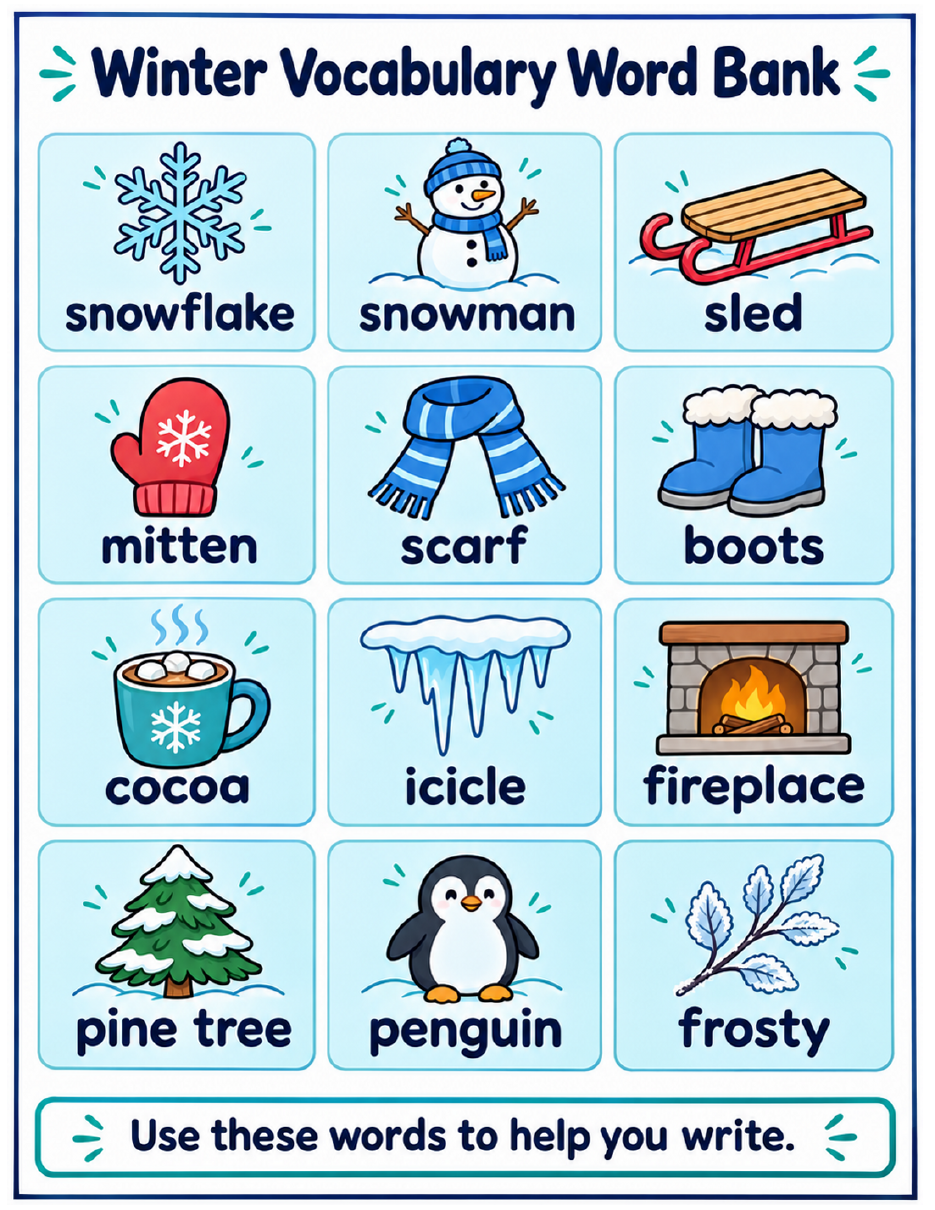 Winter Vocabulary Word Bank
snowflake
snowman
sled
mitten
scarf
boots
cocoa
icicle
fireplace
pine tree
penguin
frosty
Use these words to help you write.